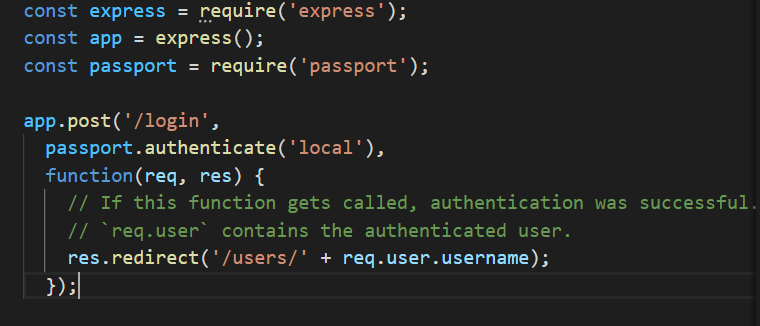 const express = require('express');
const app = express();
const passport = require('passport');
app.post('/login',
passport.authenticate('local'),
function(req, res) {
// If this function gets called, authentication was successful.
// `req.user` contains the authenticated user.
res.redirect('/users/' + req.user.username);
});